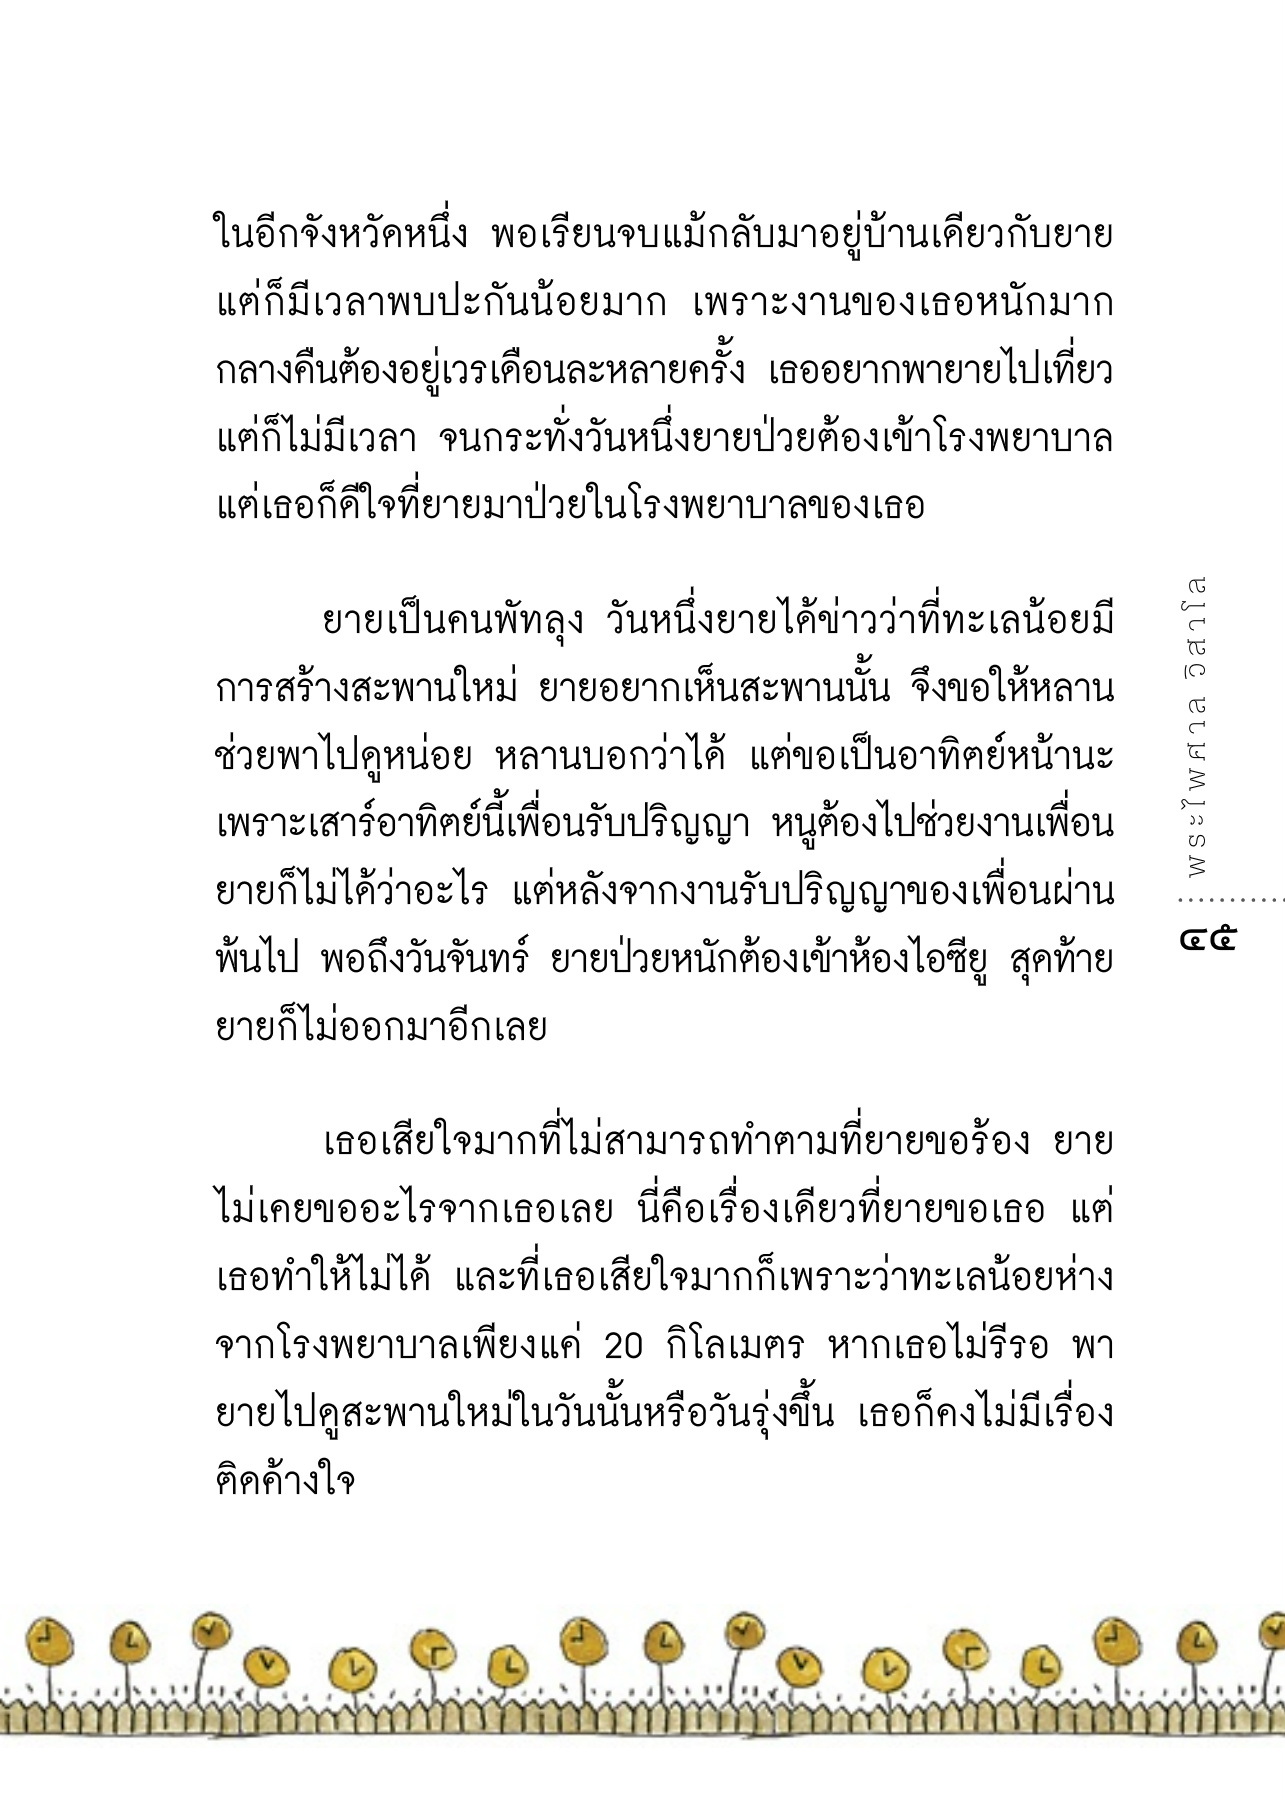 ในอีกจังหวัดหนึ่ง พอเรียนจบแม้กลับมาอยู่บ้านเดียวกับยาย
แต่ก็มีเวลาพบปะกันน้อยมาก เพราะงานของเธอหนักมาก
กลางคืนต้องอยู่เวรเดือนละหลายครั้ง เธออยากพายายไปเที่ยว
แต่ก็ไม่มีเวลา จนกระทั่งวันหนึ่งยายป่วยต้องเข้าโรงพยาบาล
แต่เธอก็ดีใจที่ยายมาป่วยในโรงพยาบาลของเธอ
ยายเป็นคนพัทลุง วันหนึ่งยายได้ข่าวว่าที่ทะเลน้อยมี
การสร้างสะพานใหม่ ยายอยากเห็นสะพานนั้น จึงขอให้หลาน
ช่วยพาไปดูหน่อย หลานบอกว่าได้ แต่ขอเป็นอาทิตย์หน้านะ
เพราะเสาร์อาทิตย์นี้เพื่อนรับปริญญา หนูต้องไปช่วยงานเพื่อน
ยายก็ไม่ได้ว่าอะไร แต่หลังจากงานรับปริญญาของเพื่อนผ่าน
พ้นไป พอถึงวันจันทร์ ยายป่วยหนักต้องเข้าห้องไอซียู สุดท้าย
ยายก็ไม่ออกมาอีกเลย
เธอเสียใจมากที่ไม่สามารถทำตามที่ยายขอร้อง ยาย
ไม่เคยขออะไรจากเธอเลย นี่คือเรื่องเดียวที่ยายขอเธอ แต่
เธอทำให้ไม่ได้ และที่เธอเสียใจมากก็เพราะว่าทะเลน้อยห่าง
จากโรงพยาบาลเพียงแค่ 20 กิโลเมตร หากเธอไม่รีรอ พา
ยายไปดูสะพานใหม่ในวันนั้นหรือวันรุ่งขึ้น เธอก็คงไม่มีเรื่อง
ติดค้างใจ
พระไพศาล วิสาโล
๔๕